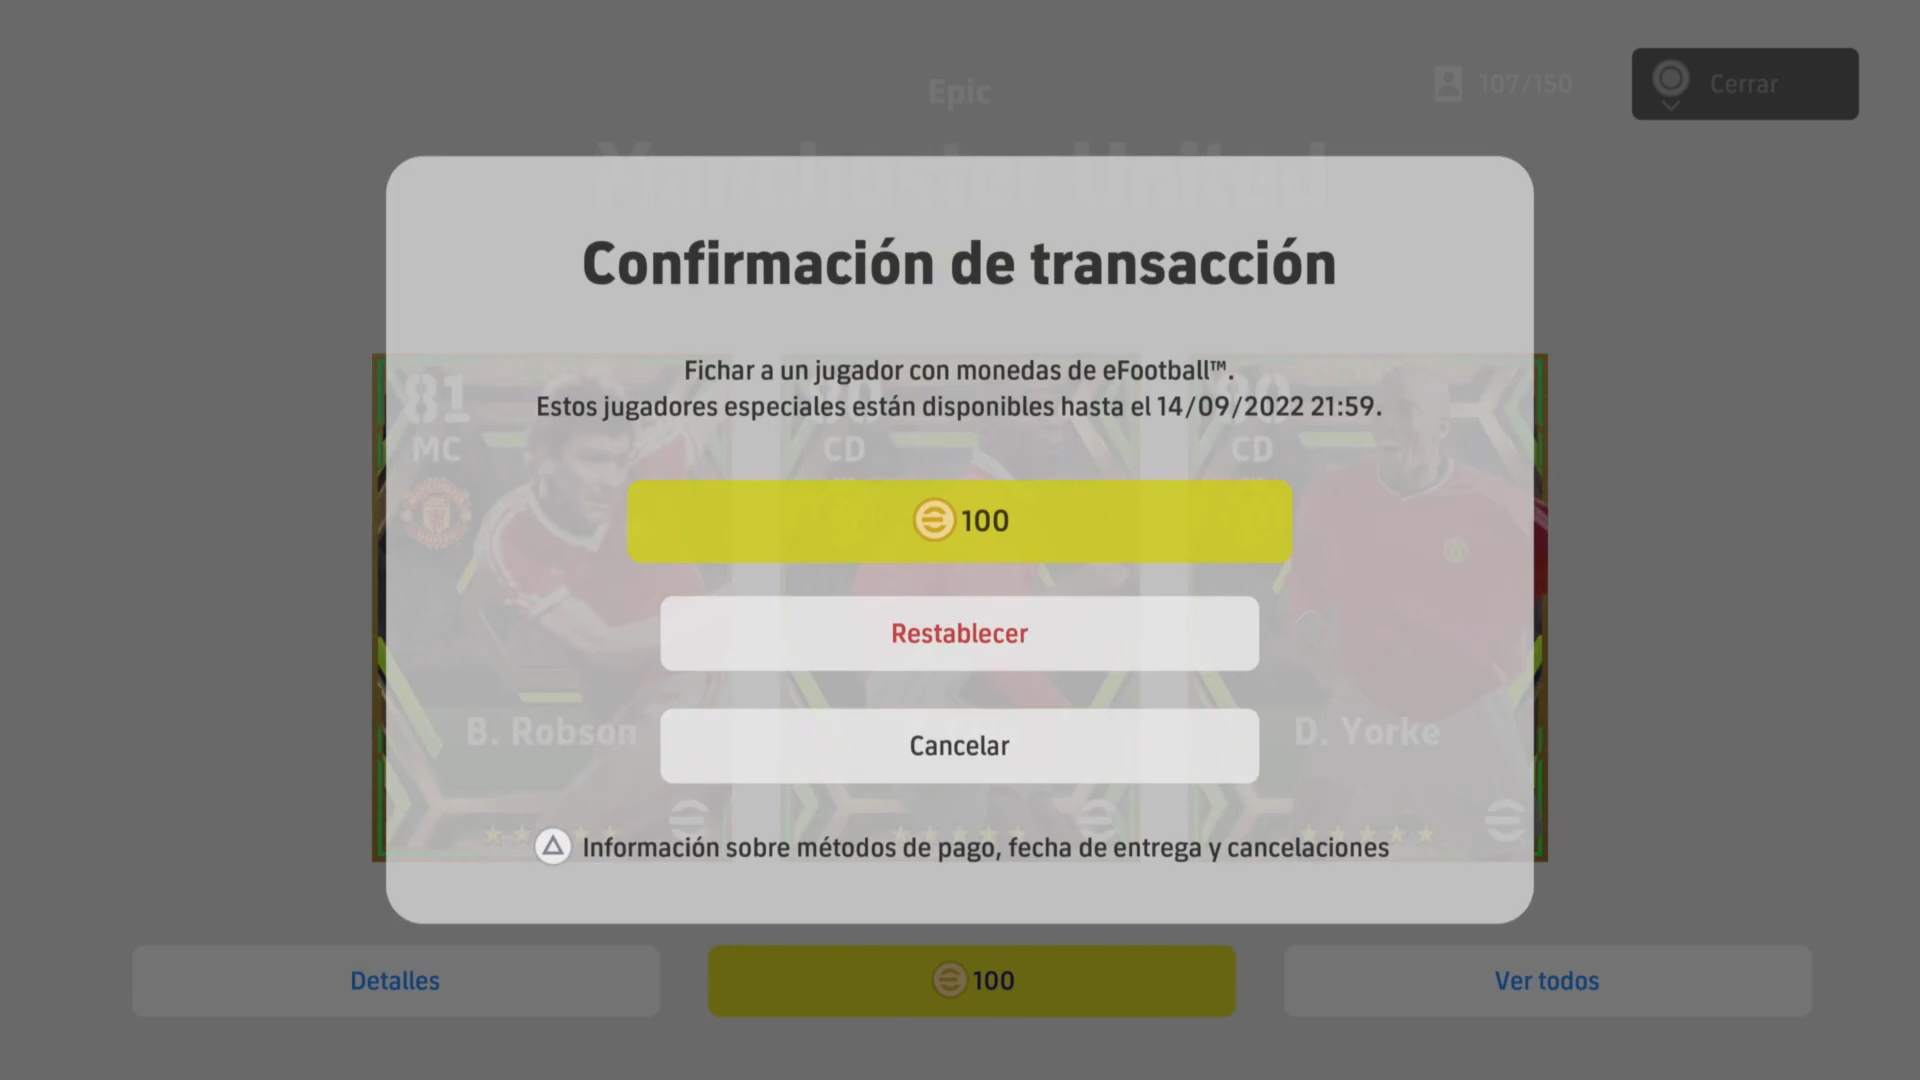 Epic
107/150
Cerrar
Manchester United
Confirmación de transacción
Fichar a un jugador con monedas de eFootball™.
Estos jugadores especiales están disponibles hasta el 14/09/2022 21:59.
81
MC
CD
CD
100
Restablecer
B. Robson
Cancelar
D. Yorke
Información sobre métodos de pago, fecha de entrega y cancelaciones
Detalles
100
Ver todos